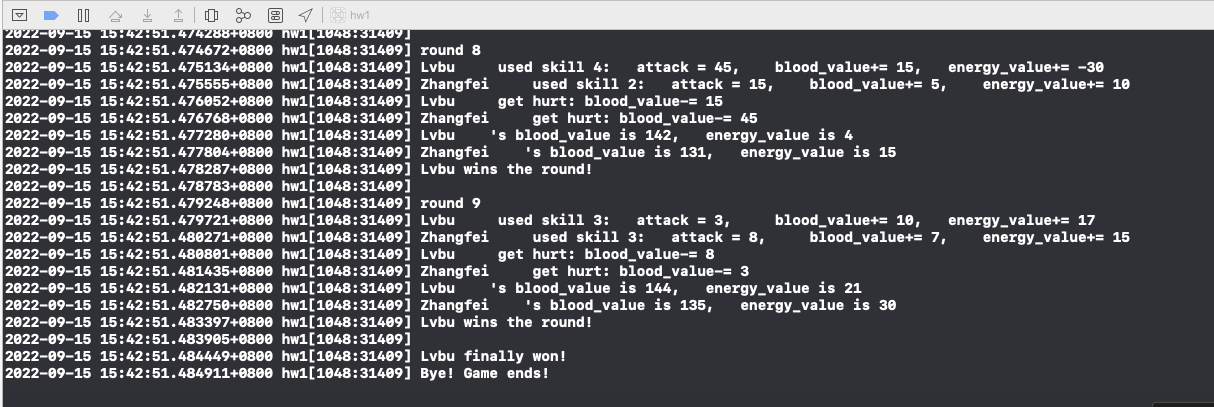 hw1
2022-09-15 15:42:51.474288+0800 hw1[1048:31409]
2022-09-15 15:42:51.474672+0800 hw1[1048:31409] round 8
2022-09-15 15:42:51.475134+0800 hw1[1048:31409] Lvbu     used skill 4:   attack = 45,    blood_value+= 15,   energy_value+= -30
2022-09-15 15:42:51.475555+0800 hw1[1048:31409] Zhangfei     used skill 2:   attack = 15,    blood_value+= 5,    energy_value+= 10
2022-09-15 15:42:51.476052+0800 hw1[1048:31409] Lvbu     get hurt: blood_value-= 15
2022-09-15 15:42:51.476768+0800 hw1[1048:31409] Zhangfei     get hurt: blood_value-= 45
2022-09-15 15:42:51.477280+0800 hw1[1048:31409] Lvbu    's blood_value is 142,   energy_value is 4
2022-09-15 15:42:51.477804+0800 hw1[1048:31409] Zhangfei    's blood_value is 131,   energy_value is 15
2022-09-15 15:42:51.478287+0800 hw1[1048:31409] Lvbu wins the round!
2022-09-15 15:42:51.478783+0800 hw1[1048:31409]
2022-09-15 15:42:51.479248+0800 hw1[1048:31409] round 9
2022-09-15 15:42:51.479721+0800 hw1[1048:31409] Lvbu     used skill 3:   attack = 3,     blood_value+= 10,   energy_value+= 17
2022-09-15 15:42:51.480271+0800 hw1[1048:31409] Zhangfei     used skill 3:   attack = 8,     blood_value+= 7,    energy_value+= 15
2022-09-15 15:42:51.480801+0800 hw1[1048:31409] Lvbu     get hurt: blood_value-= 8
2022-09-15 15:42:51.481435+0800 hw1[1048:31409] Zhangfei     get hurt: blood_value-= 3
2022-09-15 15:42:51.482131+0800 hw1[1048:31409] Lvbu    's blood_value is 144,   energy_value is 21
2022-09-15 15:42:51.482750+0800 hw1[1048:31409] Zhangfei    's blood_value is 135,   energy_value is 30
2022-09-15 15:42:51.483397+0800 hw1[1048:31409] Lvbu wins the round!
2022-09-15 15:42:51.483905+0800 hw1[1048:31409]
2022-09-15 15:42:51.484449+0800 hw1[1048:31409] Lvbu finally won!
2022-09-15 15:42:51.484911+0800 hw1[1048:31409] Bye! Game ends!